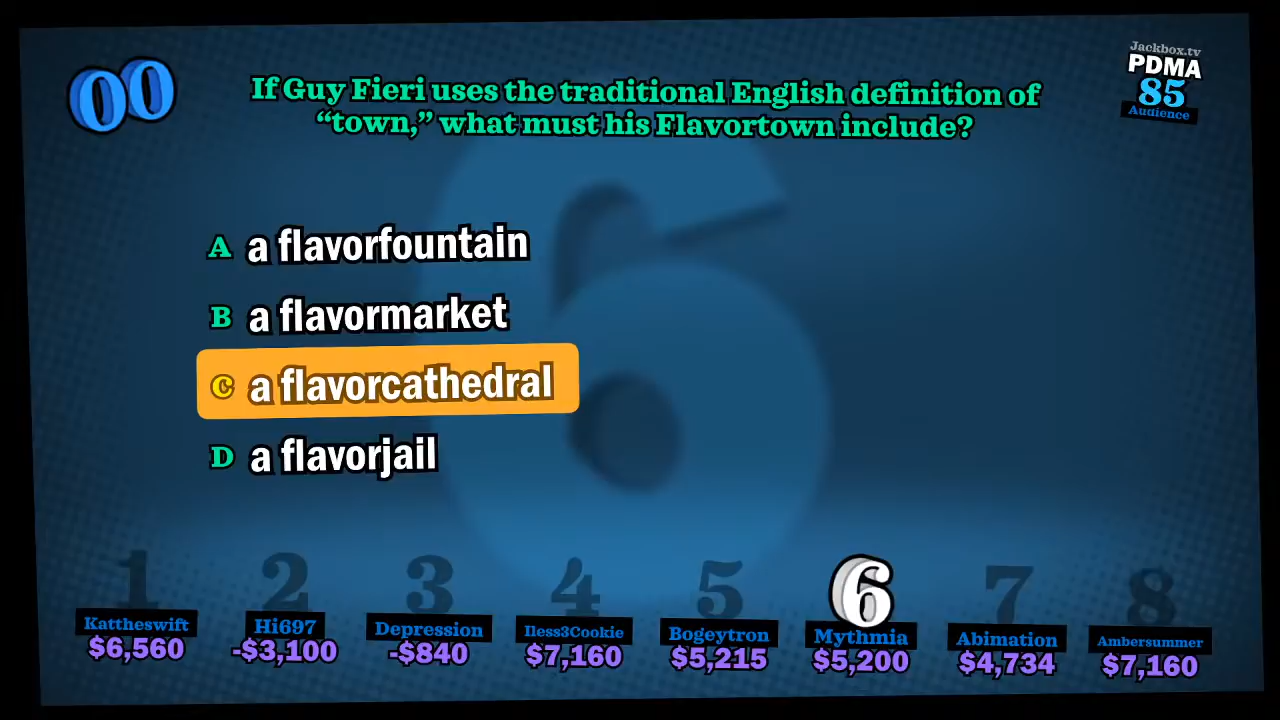 00
If Guy Fieri uses the traditional English definition of
“town,” what must his Flavortown include?
Jackbox.tv
PDMA
85
Audience
A a flavorfountain
B a flavormarket
C a flavorcathedral
D a flavorjail
6
1 2 3 4 5 6 7 8
Kattheswift Hi697 Depression Iless3Cookie Bogeytron Mythmia Abimation Ambersummer
$6,560 -$3,100 -$840 $7,160 $5,215 $5,200 $4,734 $7,160